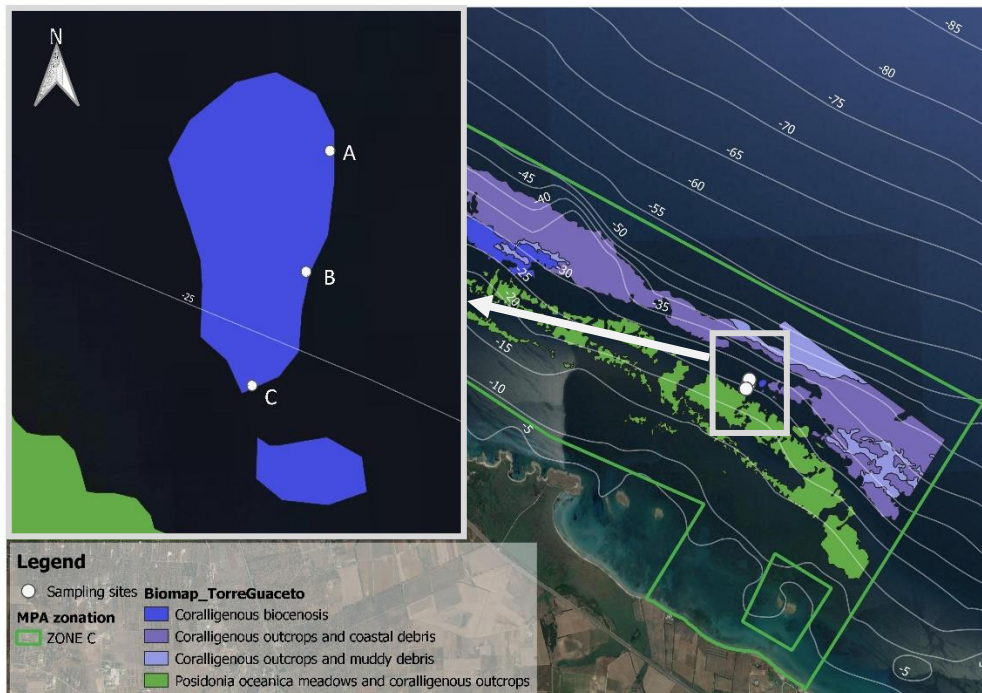 N
A
B
-25
C
-85
-80
-75
-70
-65
-60
-55
-45
-40
-50
-30
-25
-35
-20
-15
-10
-5
-5
Legend
Sampling sites
MPA zonation
ZONE C
Biomap_TorreGuaceto
Coralligenous biocenosis
Coralligenous outcrops and coastal debris
Coralligenous outcrops and muddy debris
Posidonia oceanica meadows and coralligenous outcrops